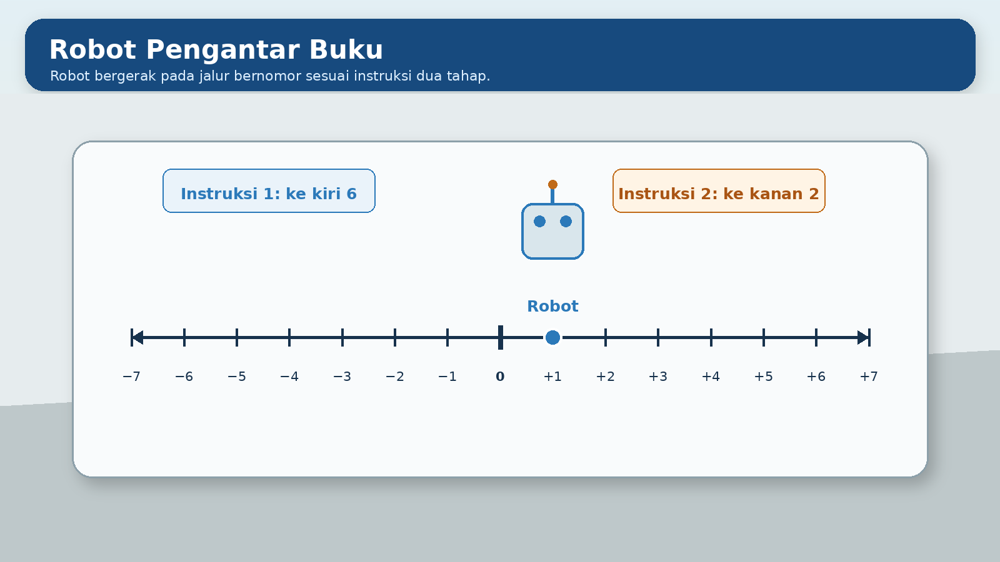 Robot Pengantar Buku
Robot bergerak pada jalur bernomor sesuai instruksi dua tahap.
Instruksi 1: ke kiri 6
Instruksi 2: ke kanan 2
Robot
−7 −6 −5 −4 −3 −2 −1 0 +1 +2 +3 +4 +5 +6 +7